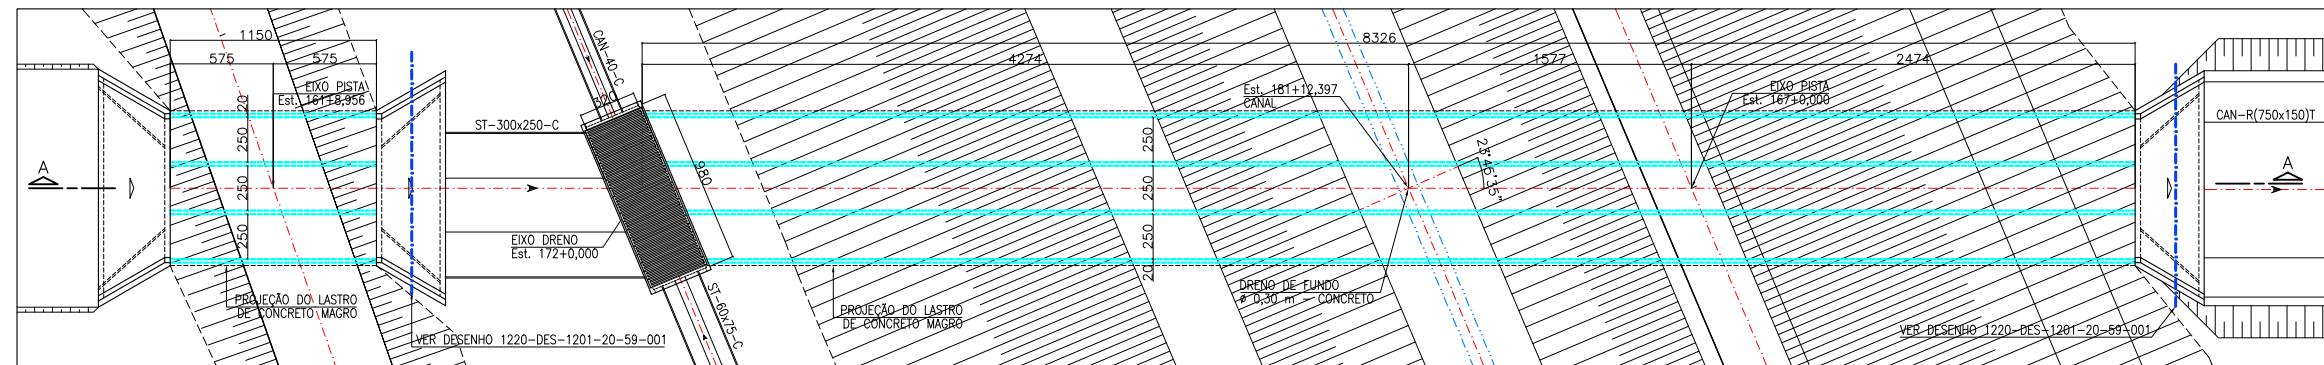 1150
575
575
EIXO PISTA
Est. 161+8,956
20
250
250
250
A
PROJEÇÃO DO LASTRO
DE CONCRETO MAGRO
VER DESENHO 1220-DES-1201-20-59-001
ST-300x250-C
EIXO DRENO
Est. 172+0,000
CAN-40-C
320
980
ST-60x75-C
8326
4274
1577
2474
Est. 181+12,397
CANAL
EIXO PISTA
Est. 167+0,000
250
250
250
20
23°45'35"
DRENO DE FUNDO
ø 0,30 m - CONCRETO
PROJEÇÃO DO LASTRO
DE CONCRETO MAGRO
VER DESENHO 1220-DES-1201-20-59-001
CAN-R(750x150)T
A